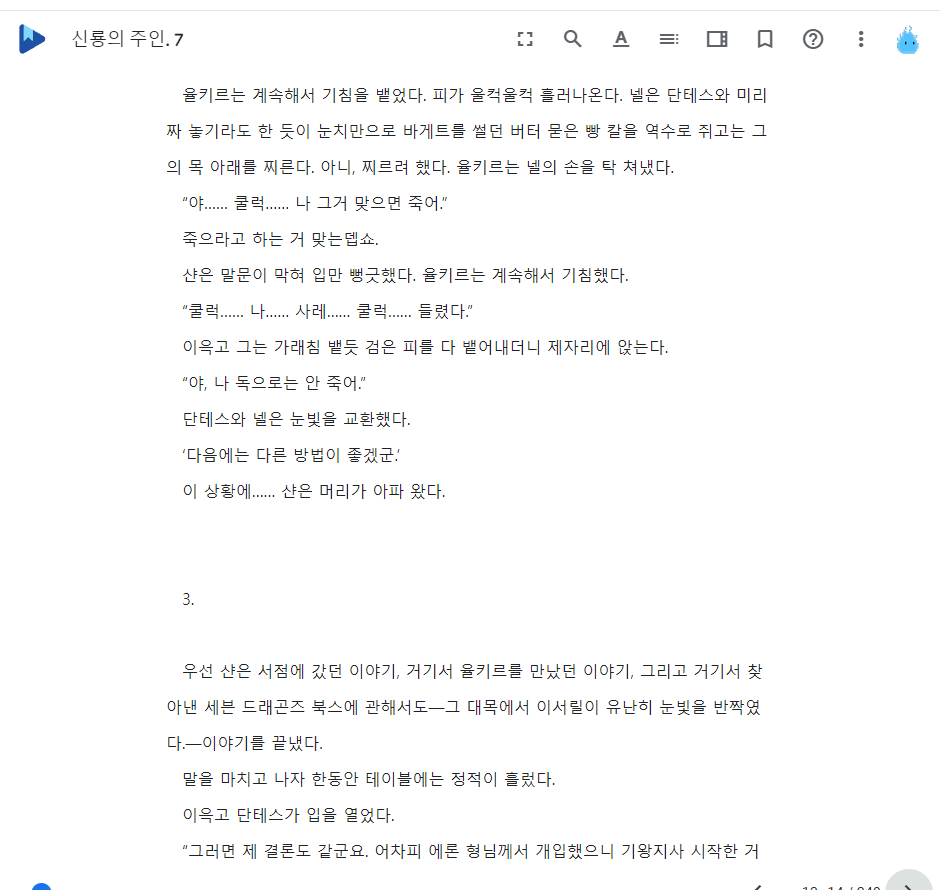 신룡의 주인. 7
율키르는 계속해서 기침을 뱉었다. 피가 울컥울컥 흘러나온다. 넬은 단테스와 미리
짜 놓기라도 한 듯이 눈치만으로 바게트를 썰던 버터 묻은 빵 칼을 역수로 쥐고는 그
의 목 아래를 찌른다. 아니, 찌르려 했다. 율키르는 넬의 손을 탁 쳐냈다.
“야...... 쿨럭...... 나 그거 맞으면 죽어.”
죽으라고 하는 거 맞는뎁쇼.
샨은 말문이 막혀 입만 뻥긋했다. 율키르는 계속해서 기침했다.
“쿨럭...... 나...... 사레...... 쿨럭...... 들렸다.”
이윽고 그는 가래침 뱉듯 검은 피를 다 뱉어내더니 제자리에 앉는다.
“야, 나 독으로는 안 죽어.”
단테스와 넬은 눈빛을 교환했다.
‘다음에는 다른 방법이 좋겠군.’
이 상황에...... 샨은 머리가 아파 왔다.
3.
우선 샨은 서점에 갔던 이야기, 거기서 율키르를 만났던 이야기, 그리고 거기서 찾
아낸 세븐 드래곤즈 북스에 관해서도—그 대목에서 이서릴이 유난히 눈빛을 반짝였
다.—이야기를 끝냈다.
말을 마치고 나자 한동안 테이블에는 정적이 흘렀다.
이윽고 단테스가 입을 열었다.
“그러면 제 결론도 같군요. 어차피 에론 형님께서 개입했으니 기왕지사 시작한 거